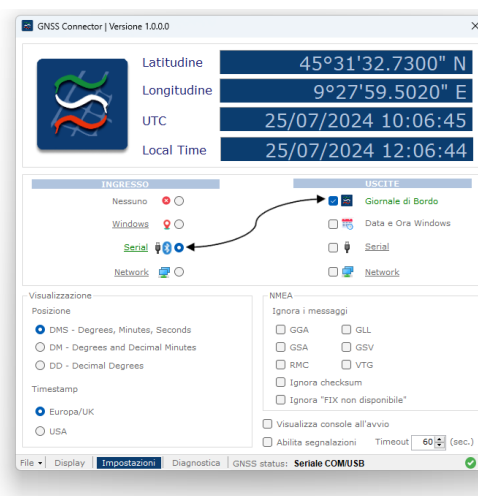 GNSS Connector | Versione 1.0.0.0
Latitudine 45°31'32.7300" N
Longitudine 9°27'59.5020" E
UTC 25/07/2024 10:06:45
Local Time 25/07/2024 12:06:44
INGRESSO USCITE
Nessuno Giornale di Bordo
Windows Data e Ora Windows
Serial Serial
Network Network
Visualizzazione NMEA
Posizione Ignora i messaggi
DMS - Degrees, Minutes, Seconds GGA GLL
DM - Degrees and Decimal Minutes GSA GSV
DD - Decimal Degrees RMC VTG
Ignora checksum
Timestamp Ignora "FIX non disponibile"
Europa/UK Visualizza console all'avvio
USA Abilita segnalazioni Timeout 60 (sec.)
File Display Impostazioni Diagnostica GNSS status: Seriale COM/USB